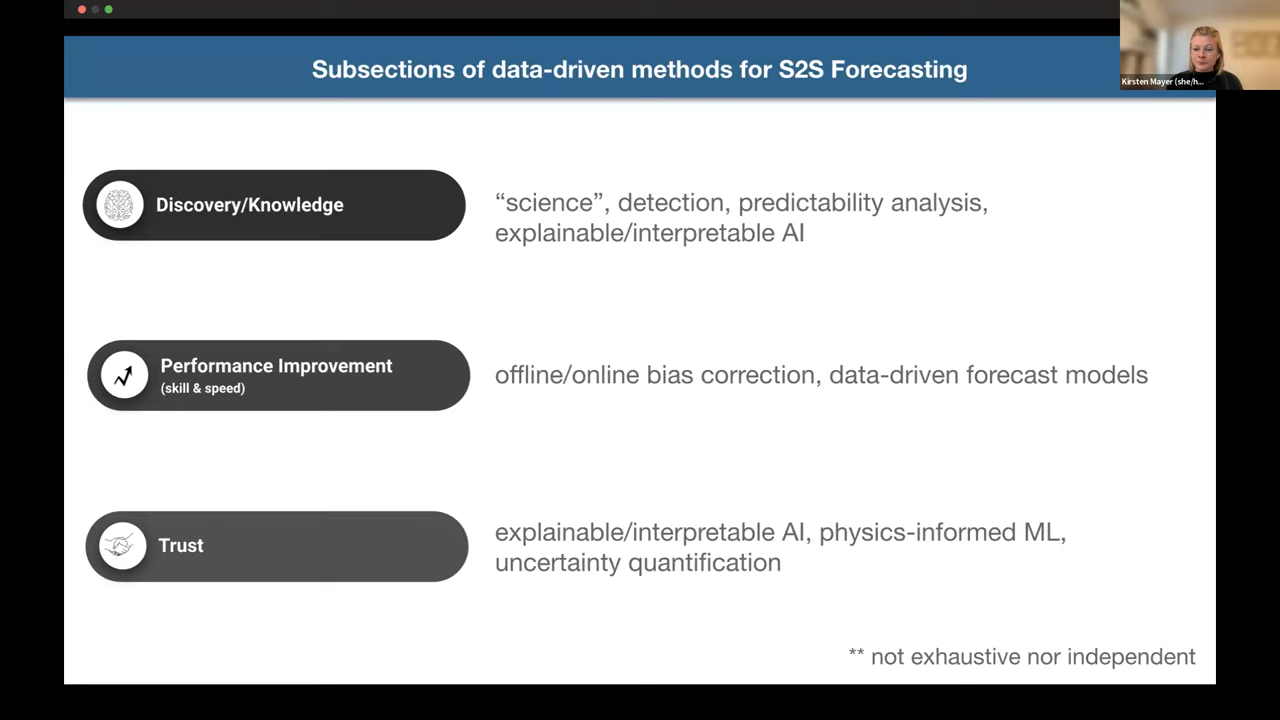 Subsections of data-driven methods for S2S Forecasting
Kirsten Mayer (she/h...
Discovery/Knowledge
“science”, detection, predictability analysis,
explainable/interpretable AI
Performance Improvement
(skill & speed)
offline/online bias correction, data-driven forecast models
Trust
explainable/interpretable AI, physics-informed ML,
uncertainty quantification
** not exhaustive nor independent